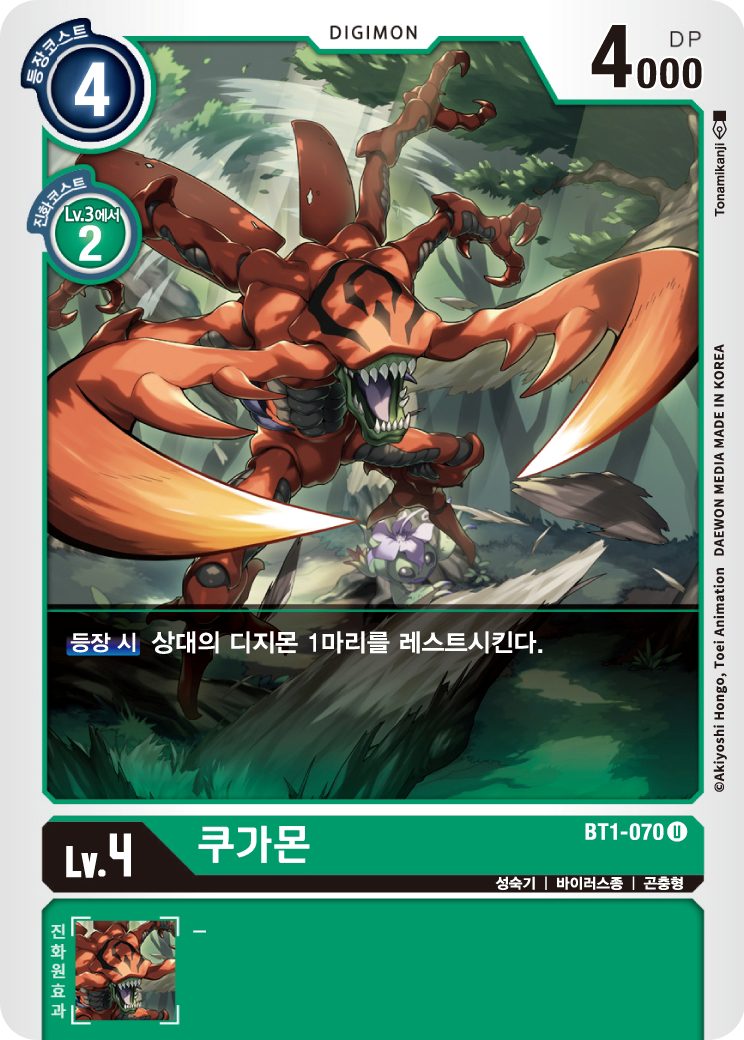 DIGIMON
등장코스트
4
DP
4000
진화코스트
Lv.3에서
2
Tonamikanji
©Akiyoshi Hongo, Toei Animation DAEWON MEDIA MADE IN KOREA
등장 시 상대의 디지몬 1마리를 레스트시킨다.
Lv.4
쿠가몬
BT1-070 U
성숙기 | 바이러스종 | 곤충형
진화원효과
–